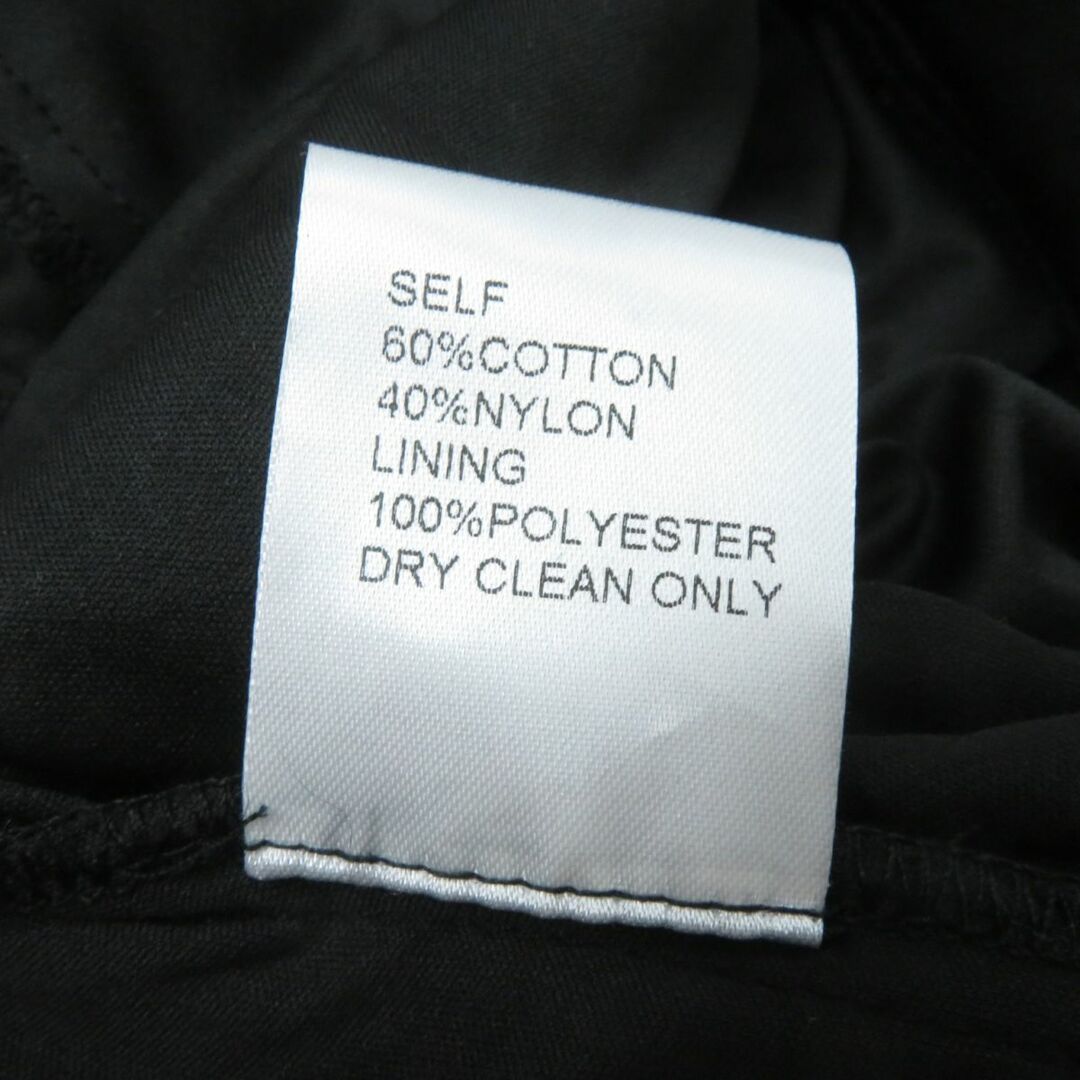 SELF
60%COTTON
40%NYLON
LINING
100%POLYESTER
DRY CLEAN ONLY